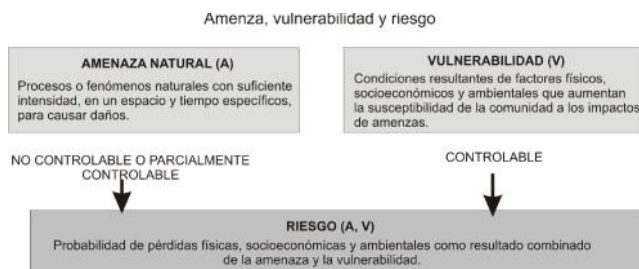 Amenza, vulnerabilidad y riesgo
AMENAZA NATURAL (A)
Procesos o fenómenos naturales con suficiente
intensidad, en un espacio y tiempo específicos,
para causar daños.
VULNERABILIDAD (V)
Condiciones resultantes de factores físicos,
socioeconómicos y ambientales que aumentan
la susceptibilidad de la comunidad a los impactos
de amenzas.
NO CONTROLABLE O PARCIALMENTE
CONTROLABLE
CONTROLABLE
RIESGO (A, V)
Probabilidad de pérdidas físicas, socioeconómicas y ambientales como resultado combinado
de la amenaza y la vulnerabilidad.